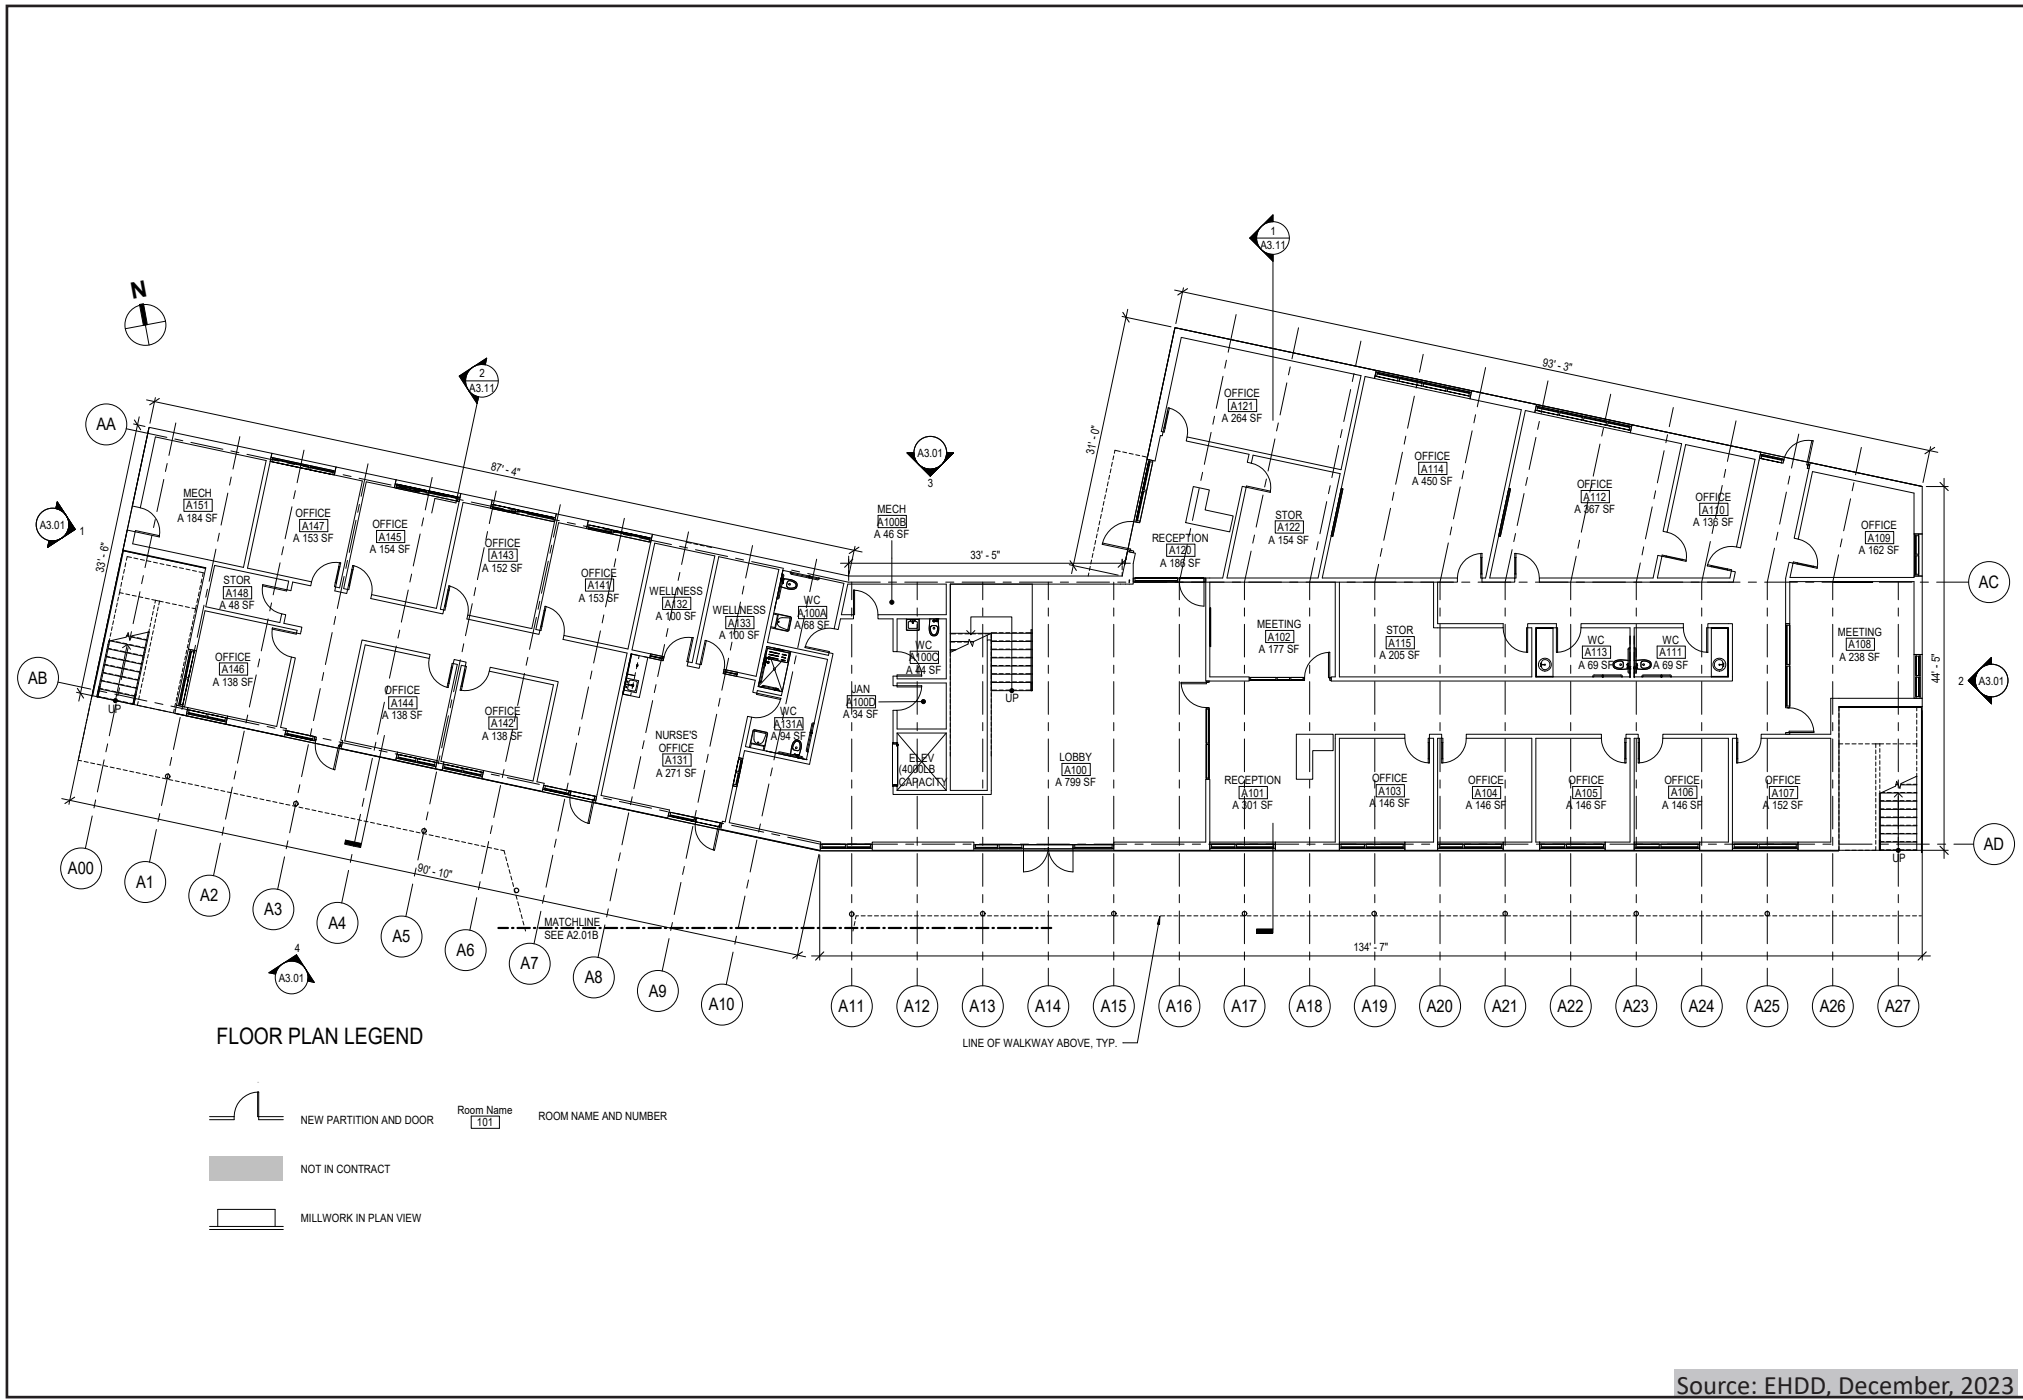 1
A3.11
N
93' - 3"
2
A3.11
31' - 0"
OFFICE
A121
A 264 SF
AA
A3.01
3
87' - 4"
OFFICE
A114
A 450 SF
MECH
A151
A 184 SF
OFFICE
A112
A 367 SF
OFFICE
A110
A 136 SF
OFFICE
A147
A 153 SF
OFFICE
A145
A 154 SF
MECH
A100B
A 46 SF
STOR
A122
A 154 SF
OFFICE
A109
A 162 SF
A3.01
1
OFFICE
A143
A 152 SF
RECEPTION
A120
A 186 SF
33' - 6"
33' - 5"
OFFICE
A141
A 153 SF
STOR
A148
A 48 SF
WELLNESS
A132
A 100 SF
WELLNESS
A133
A 100 SF
WC
A100A
A 68 SF
AC
MEETING
A102
A 177 SF
STOR
A115
A 205 SF
WC
A113
A 69 SF
WC
A111
A 69 SF
MEETING
A108
A 238 SF
WC
A100C
A 44 SF
OFFICE
A146
A 138 SF
AB
44' - 5"
2
A3.01
OFFICE
A144
A 138 SF
JAN
A100D
A 34 SF
UP
UP
OFFICE
A142
A 138 SF
WC
A131A
A 94 SF
NURSE'S
OFFICE
A131
A 271 SF
ELEV
(4000LB
CAPACITY
LOBBY
A100
A 799 SF
RECEPTION
A101
A 301 SF
OFFICE
A103
A 146 SF
OFFICE
A104
A 146 SF
OFFICE
A105
A 146 SF
OFFICE
A106
A 146 SF
OFFICE
A107
A 152 SF
AD
UP
90' - 10"
A00
A1
A2
A3
A4
A5
A6
A7
A8
A9
A10
MATCHLINE
SEE A2.01B
134' - 7"
4
A3.01
A11
A12
A13
A14
A15
A16
A17
A18
A19
A20
A21
A22
A23
A24
A25
A26
A27
LINE OF WALKWAY ABOVE, TYP.
FLOOR PLAN LEGEND
NEW PARTITION AND DOOR
Room Name
101
ROOM NAME AND NUMBER
NOT IN CONTRACT
MILLWORK IN PLAN VIEW
Source: EHDD, December, 2023